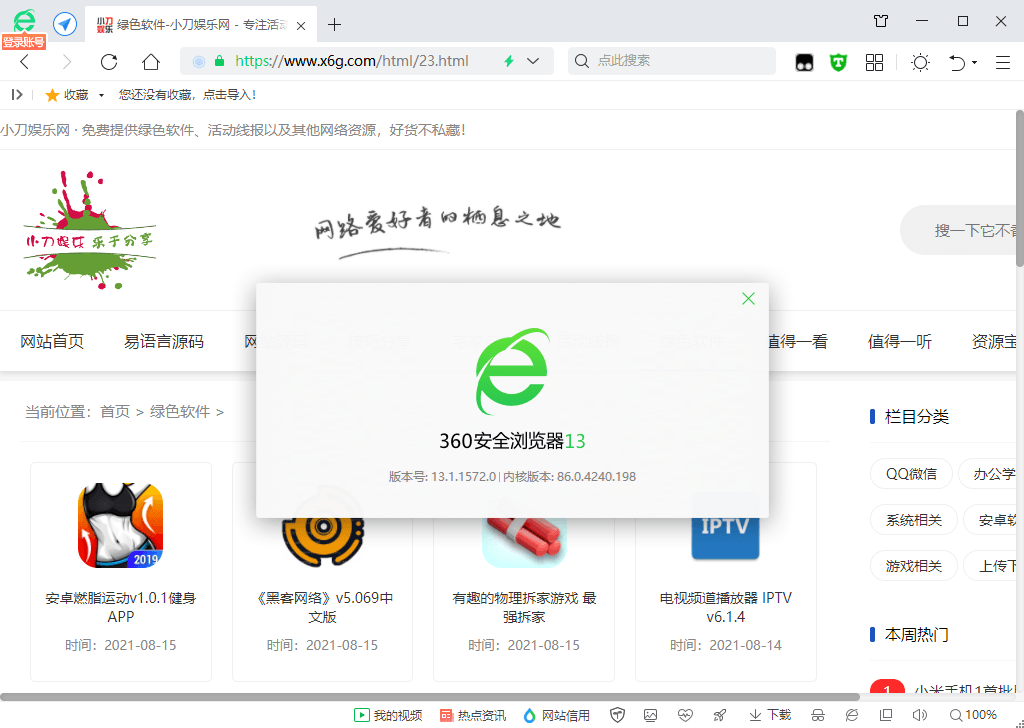 小刀娱乐
绿色软件-小刀娱乐网 - 专注活动
登录账号
https://www.x6g.com/html/23.html
点此搜索
收藏
您还没有收藏，点击导入！
小刀娱乐网 · 免费提供绿色软件、活动线报以及其他网络资源，好货不私藏！
小刀娱乐 乐于分享
网络爱好者的栖息之地
搜一下它不香
网站首页
易语言源码
值得一看
值得一听
资源宝
当前位置：首页 > 绿色软件 >
360安全浏览器13
版本号: 13.1.1572.0 | 内核版本: 86.0.4240.198
栏目分类
QQ微信
办公学
系统相关
安卓软
游戏相关
上传下
2019
IPTV
安卓燃脂运动v1.0.1健身
APP
时间：2021-08-15
《黑客网络》v5.069中
文版
时间：2021-08-15
有趣的物理拆家游戏 最
强拆家
时间：2021-08-15
电视频道播放器 IPTV
v6.1.4
时间：2021-08-14
本周热门
1
小米手机1首批
我的视频
热点资讯
网站信用
下载
100%